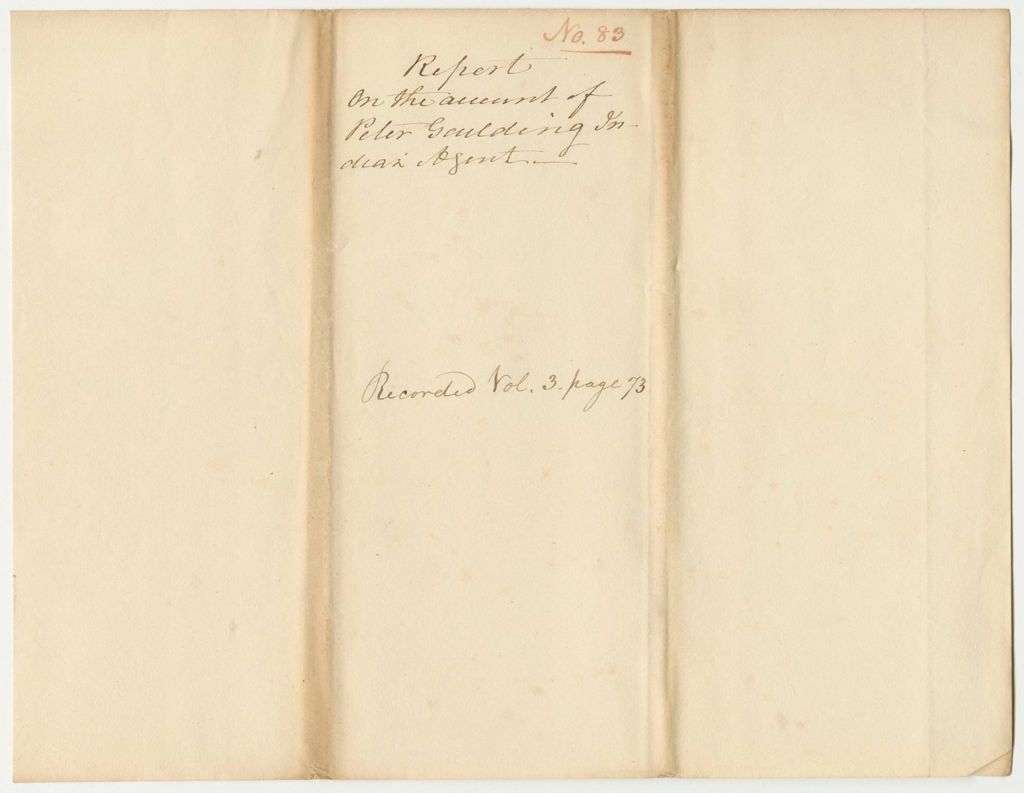 No. 83
Report
On the account of
Peter Goulding In-
dian Agent.
Recorded Vol. 3. page 73